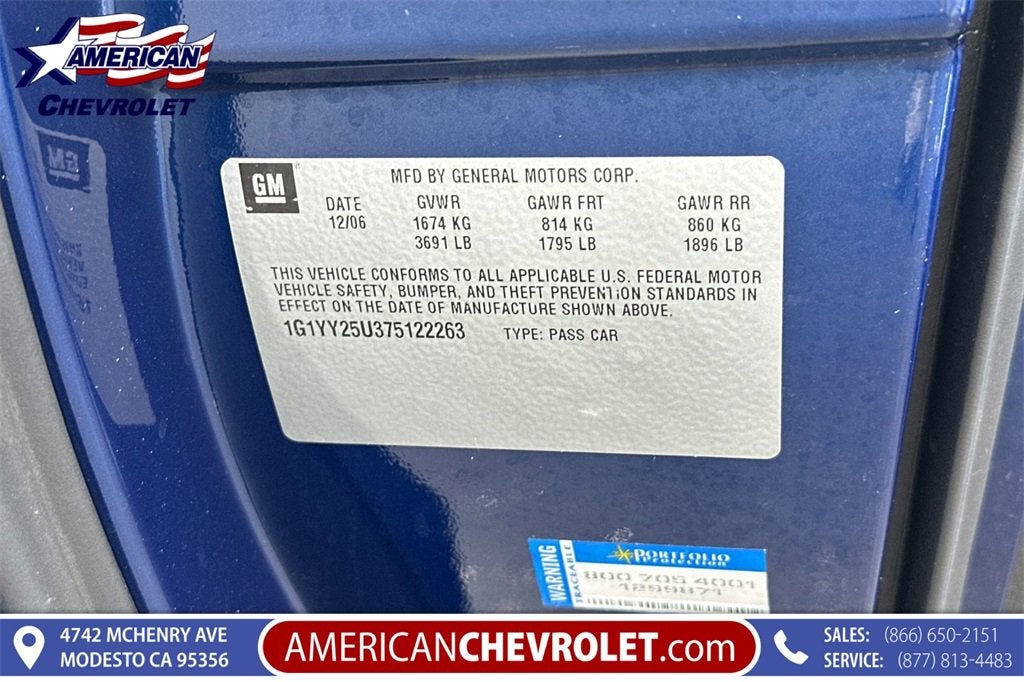 AMERICAN
CHEVROLET
GM
MFD BY GENERAL MOTORS CORP.
DATE GVWR GAWR FRT GAWR RR
12/06 1674 KG 814 KG 860 KG
3691 LB 1795 LB 1896 LB
THIS VEHICLE CONFORMS TO ALL APPLICABLE U.S. FEDERAL MOTOR
VEHICLE SAFETY, BUMPER, AND THEFT PREVENTION STANDARDS IN
EFFECT ON THE DATE OF MANUFACTURE SHOWN ABOVE.
1G1YY25U375122263 TYPE: PASS CAR
WARNING
TRACEABLE
PORTFOLIO
Protection
800 705 4001
1299871
4742 MCHENRY AVE
MODESTO CA 95356
AMERICANCHEVROLET.com
SALES: (866) 650-2151
SERVICE: (877) 813-4483